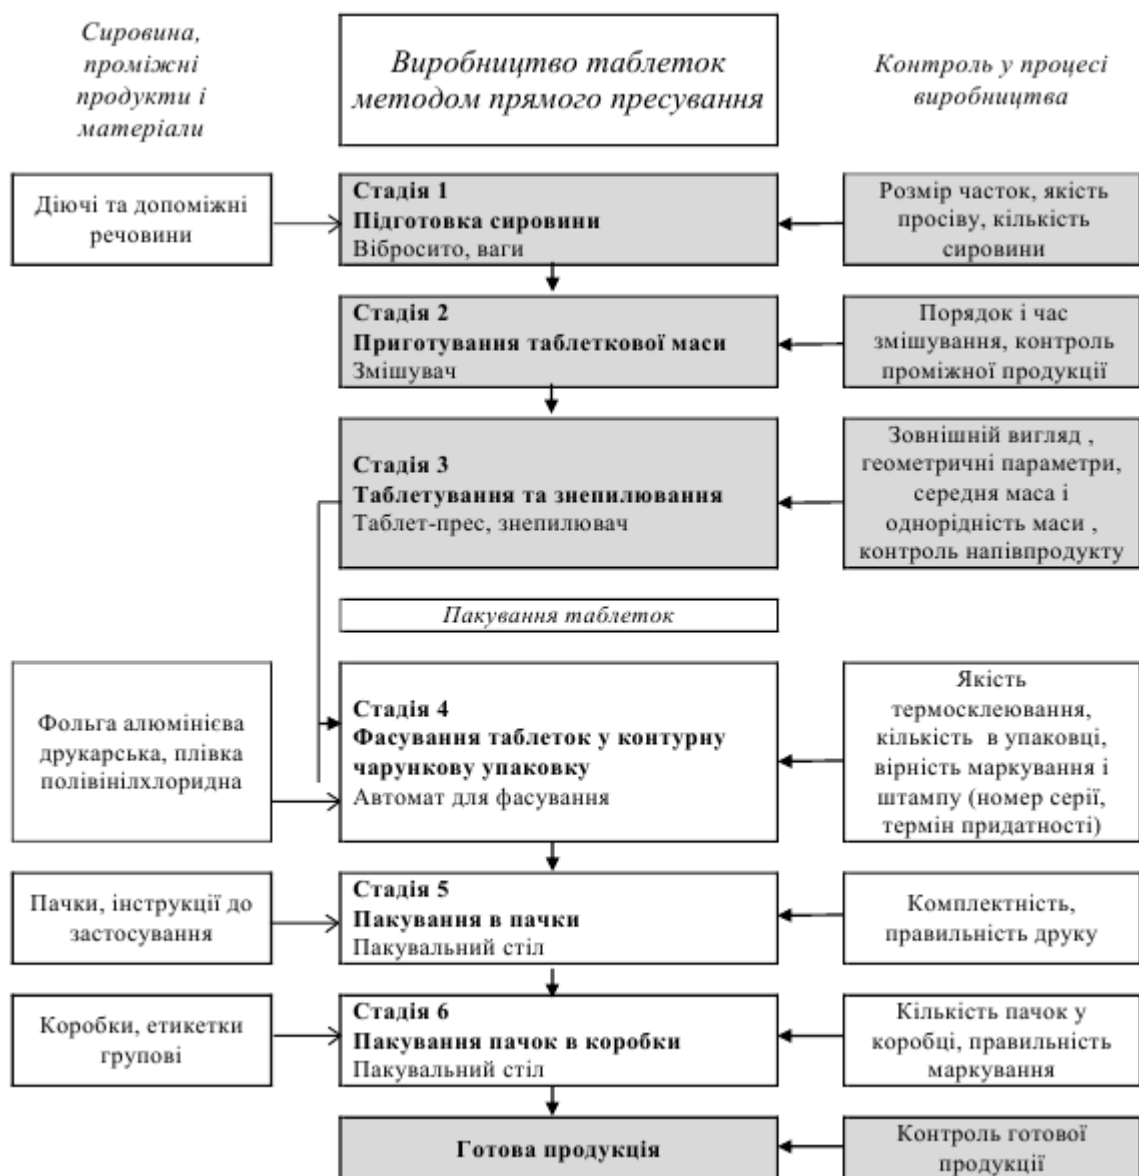 Сировина,
проміжні
продукти і
матеріали
Виробництво таблеток
методом прямого пресування
Контроль у процесі
виробництва
Діючі та допоміжні
речовини
Стадія 1
Підготовка сировини
Вібросито, ваги
Розмір часток, якість
просіву, кількість
сировини
Стадія 2
Приготування таблеткової маси
Змішувач
Порядок і час
змішування, контроль
проміжної продукції
Стадія 3
Таблетування та знепилювання
Таблет-прес, знепилювач
Зовнішній вигляд ,
геометричні параметри,
середня маса і
однорідність маси ,
контроль напівпродукту
Пакування таблеток
Фольга алюмінієва
друкарська, плівка
полівінілхлоридна
Стадія 4
Фасування таблеток у контурну
чарункову упаковку
Автомат для фасування
Якість
термосклеювання,
кількість в упаковці,
вірність маркування і
штампу (номер серії,
термін придатності)
Пачки, інструкції до
застосування
Стадія 5
Пакування в пачки
Пакувальний стіл
Комплектність,
правильність друку
Коробки, етикетки
групові
Стадія 6
Пакування пачок в коробки
Пакувальний стіл
Кількість пачок у
коробці, правильність
маркування
Готова продукція
Контроль готової
продукції